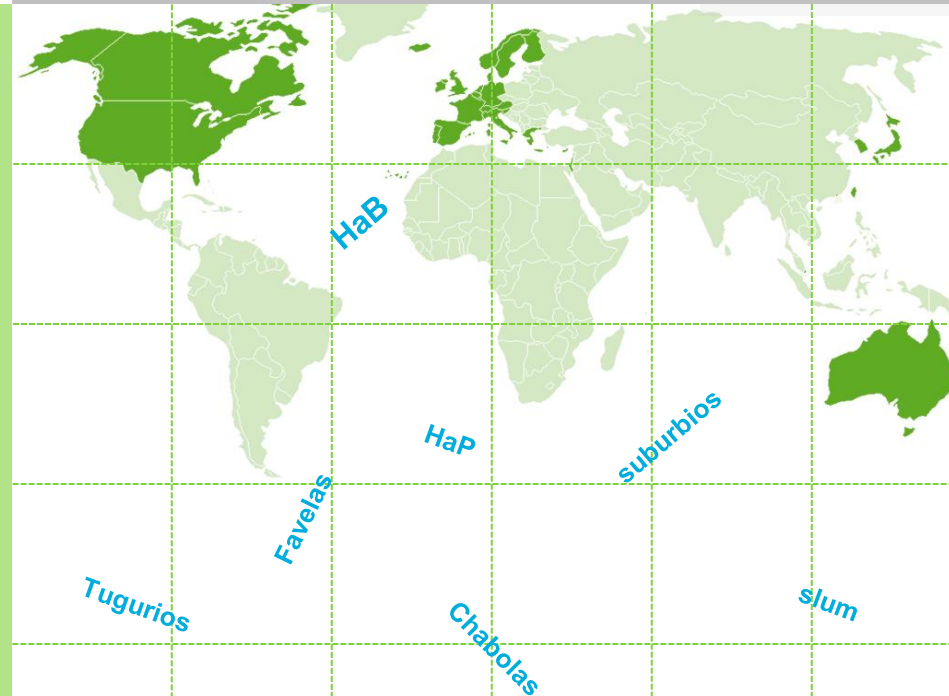 HaB
HaP
suburbios
Favelas
Tugurios
Chabolas
slum